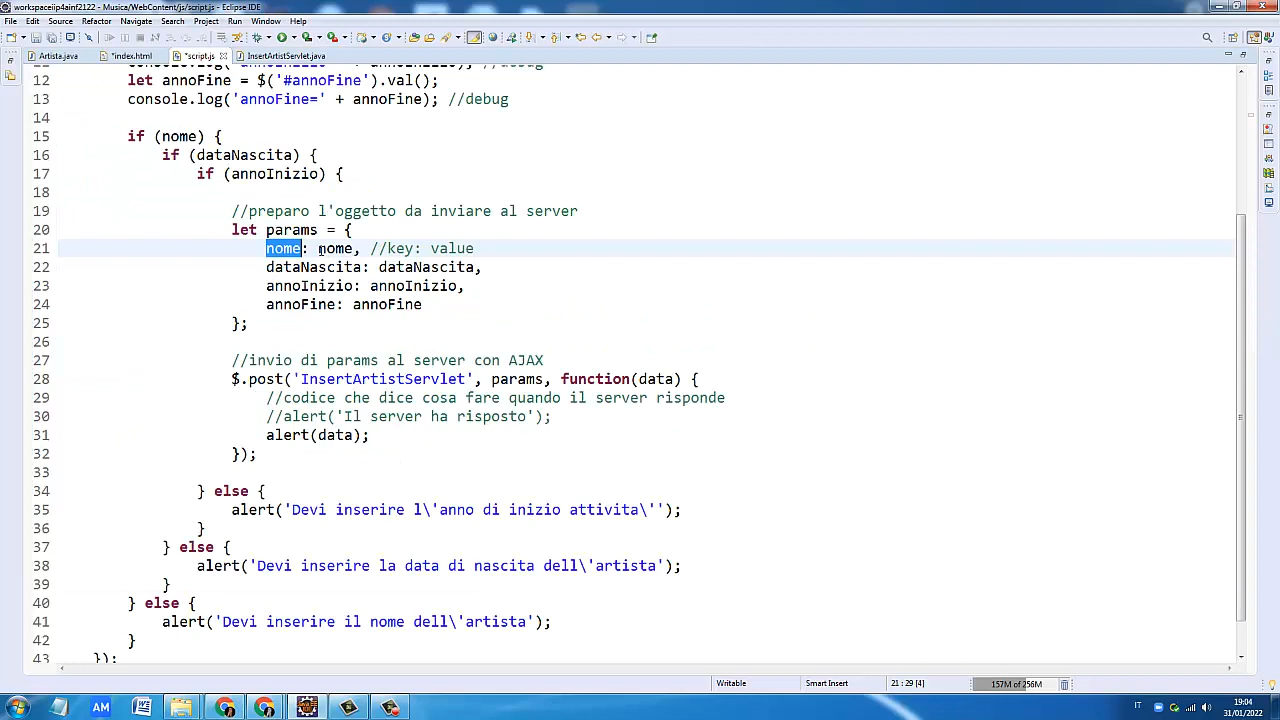 workspaceiip4ainf2122 - Musica/WebContent/js/script.js - Eclipse IDE
File Edit Source Refactor Navigate Search Project Run Window Help
Artista.java *index.html *script.js InsertArtistServlet.java
12 let annoFine = $('#annoFine').val();
13 console.log('annoFine=' + annoFine); //debug
14
15 if (nome) {
16 if (dataNascita) {
17 if (annoInizio) {
18
19 //preparo l'oggetto da inviare al server
20 let params = {
21 nome: nome, //key: value
22 dataNascita: dataNascita,
23 annoInizio: annoInizio,
24 annoFine: annoFine
25 };
26
27 //invio di params al server con AJAX
28 $.post('InsertArtistServlet', params, function(data) {
29 //codice che dice cosa fare quando il server risponde
30 //alert('Il server ha risposto');
31 alert(data);
32 });
33
34 } else {
35 alert('Devi inserire l\'anno di inizio attivita\'');
36 }
37 } else {
38 alert('Devi inserire la data di nascita dell\'artista');
39 }
40 } else {
41 alert('Devi inserire il nome dell\'artista');
42 }
43 });
Writable Smart Insert 21 : 29 [4] 157M of 256M
AM IT 19:04
31/01/2022